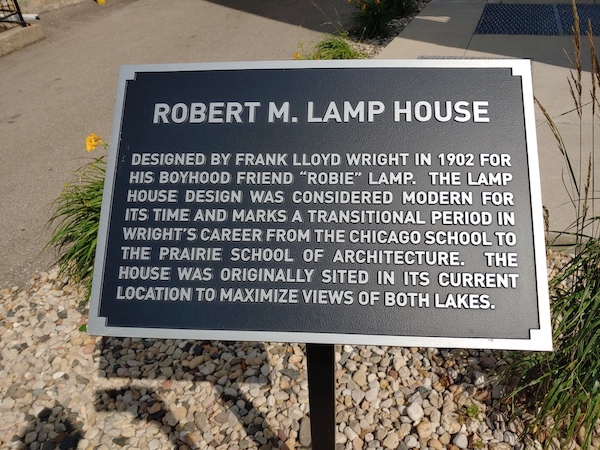 ROBERT M. LAMP HOUSE
DESIGNED BY FRANK LLOYD WRIGHT IN 1902 FOR
HIS BOYHOOD FRIEND “ROBIE” LAMP. THE LAMP
HOUSE DESIGN WAS CONSIDERED MODERN FOR
ITS TIME AND MARKS A TRANSITIONAL PERIOD IN
WRIGHT’S CAREER FROM THE CHICAGO SCHOOL TO
THE PRAIRIE SCHOOL OF ARCHITECTURE. THE
HOUSE WAS ORIGINALLY SITED IN ITS CURRENT
LOCATION TO MAXIMIZE VIEWS OF BOTH LAKES.